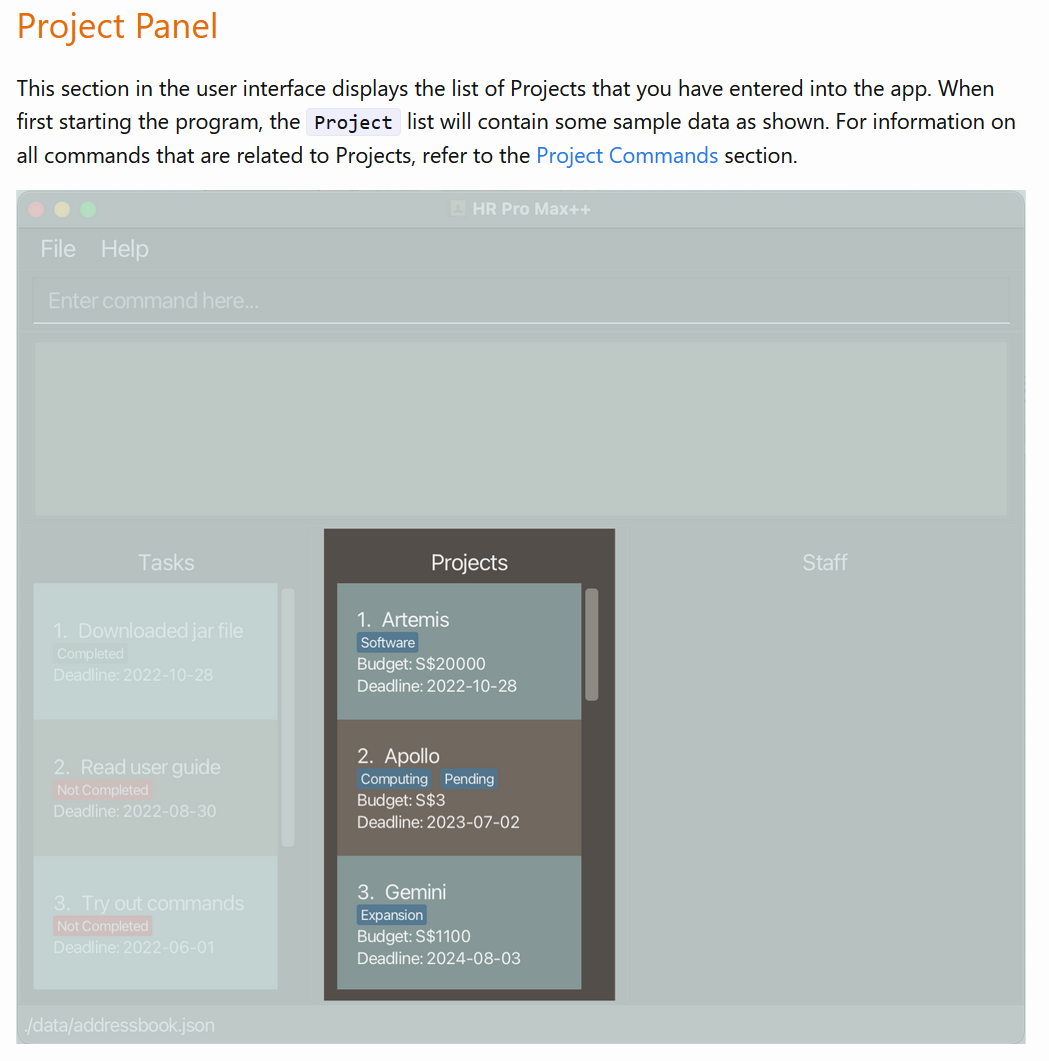 Project Panel
This section in the user interface displays the list of Projects that you have entered into the app. When
first starting the program, the Project list will contain some sample data as shown. For information on
all commands that are related to Projects, refer to the Project Commands section.
HR Pro Max++
File Help
Enter command here...
Tasks
1. Downloaded jar file
Completed
Deadline: 2022-10-28
2. Read user guide
Not Completed
Deadline: 2022-08-30
3. Try out commands
Not Completed
Deadline: 2022-06-01
Projects
1. Artemis
Software
Budget: S$20000
Deadline: 2022-10-28
2. Apollo
Computing Pending
Budget: S$3
Deadline: 2023-07-02
3. Gemini
Expansion
Budget: S$1100
Deadline: 2024-08-03
Staff
./data/addressbook.json